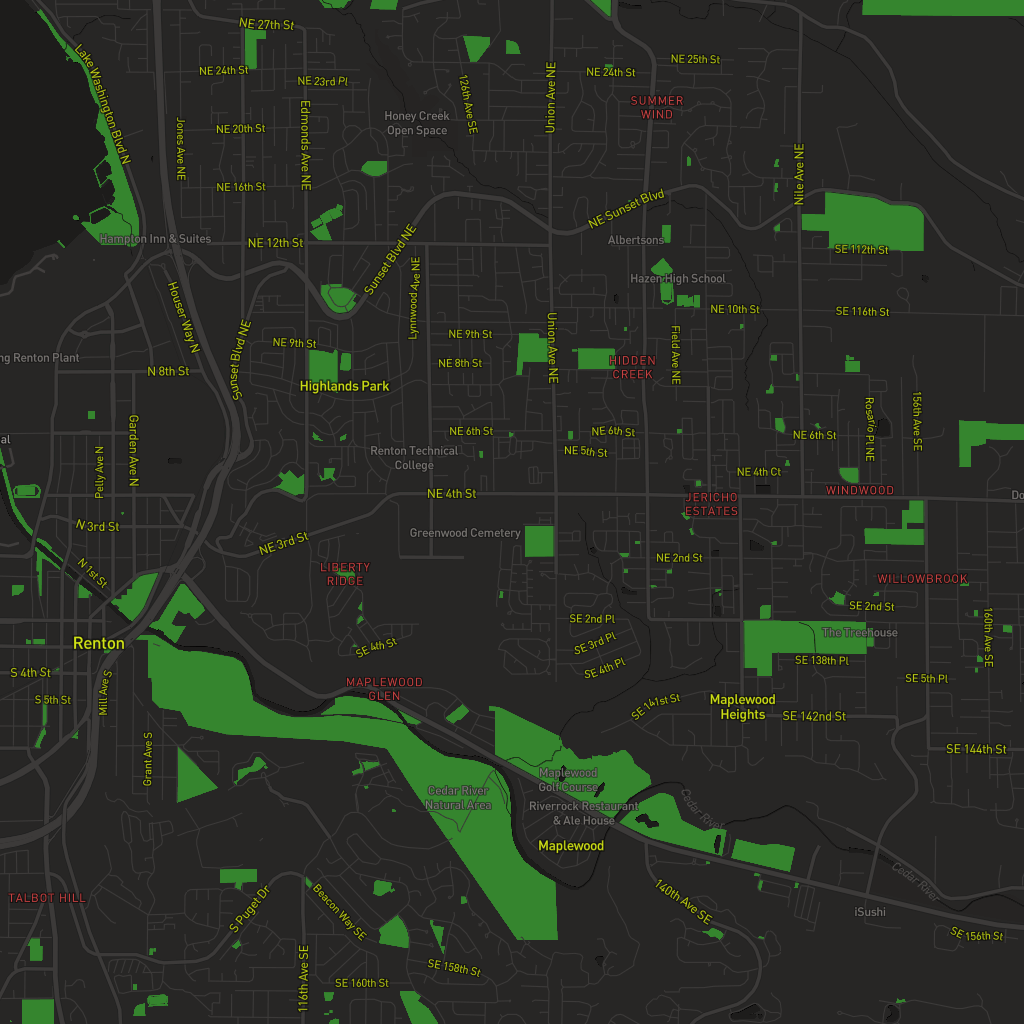 NE 27th St
Lake Washington Blvd N
NE 24th St
NE 23rd Pl
126th Ave SE
Union Ave NE
NE 25th St
NE 24th St
SUMMER
WIND
Honey Creek
Open Space
Jones Ave NE
NE 20th St
Edmonds Ave NE
Nile Ave NE
NE 16th St
NE Sunset Blvd
Hampton Inn & Suites
NE 12th St
Sunset Blvd NE
Albertsons
SE 112th St
Hazen High School
Lynnwood Ave NE
Houser Way N
NE 10th St
SE 116th St
Sunset Blvd NE
NE 9th St
NE 9th St
Union Ave NE
Field Ave NE
ng Renton Plant
N 8th St
NE 8th St
HIDDEN
CREEK
Highlands Park
Garden Ave N
Rosario Pl NE
156th Ave SE
al
Pelly Ave N
NE 6th St
NE 6th St
NE 6th St
Renton Technical
College
NE 5th St
NE 4th Ct
NE 4th St
JERICHO
ESTATES
WINDWOOD
Do
N 3rd St
Greenwood Cemetery
NE 3rd St
NE 2nd St
N 1st St
LIBERTY
RIDGE
WILLOWBROOK
SE 2nd St
160th Ave SE
SE 2nd Pl
Renton
SE 3rd Pl
The Treehouse
SE 4th St
SE 4th Pl
SE 138th Pl
S 4th St
SE 5th Pl
MAPLEWOOD
GLEN
S 5th St
Mill Ave S
SE 141st St
Maplewood
Heights
SE 142nd St
Grant Ave S
SE 144th St
Maplewood
Golf Course
Cedar River
Natural Area
Riverrock Restaurant
& Ale House
Cedar River
Maplewood
Cedar River
TALBOT HILL
S Puget Dr
Beacon Way SE
140th Ave SE
iSushi
SE 156th St
SE 158th St
116th Ave SE
SE 160th St